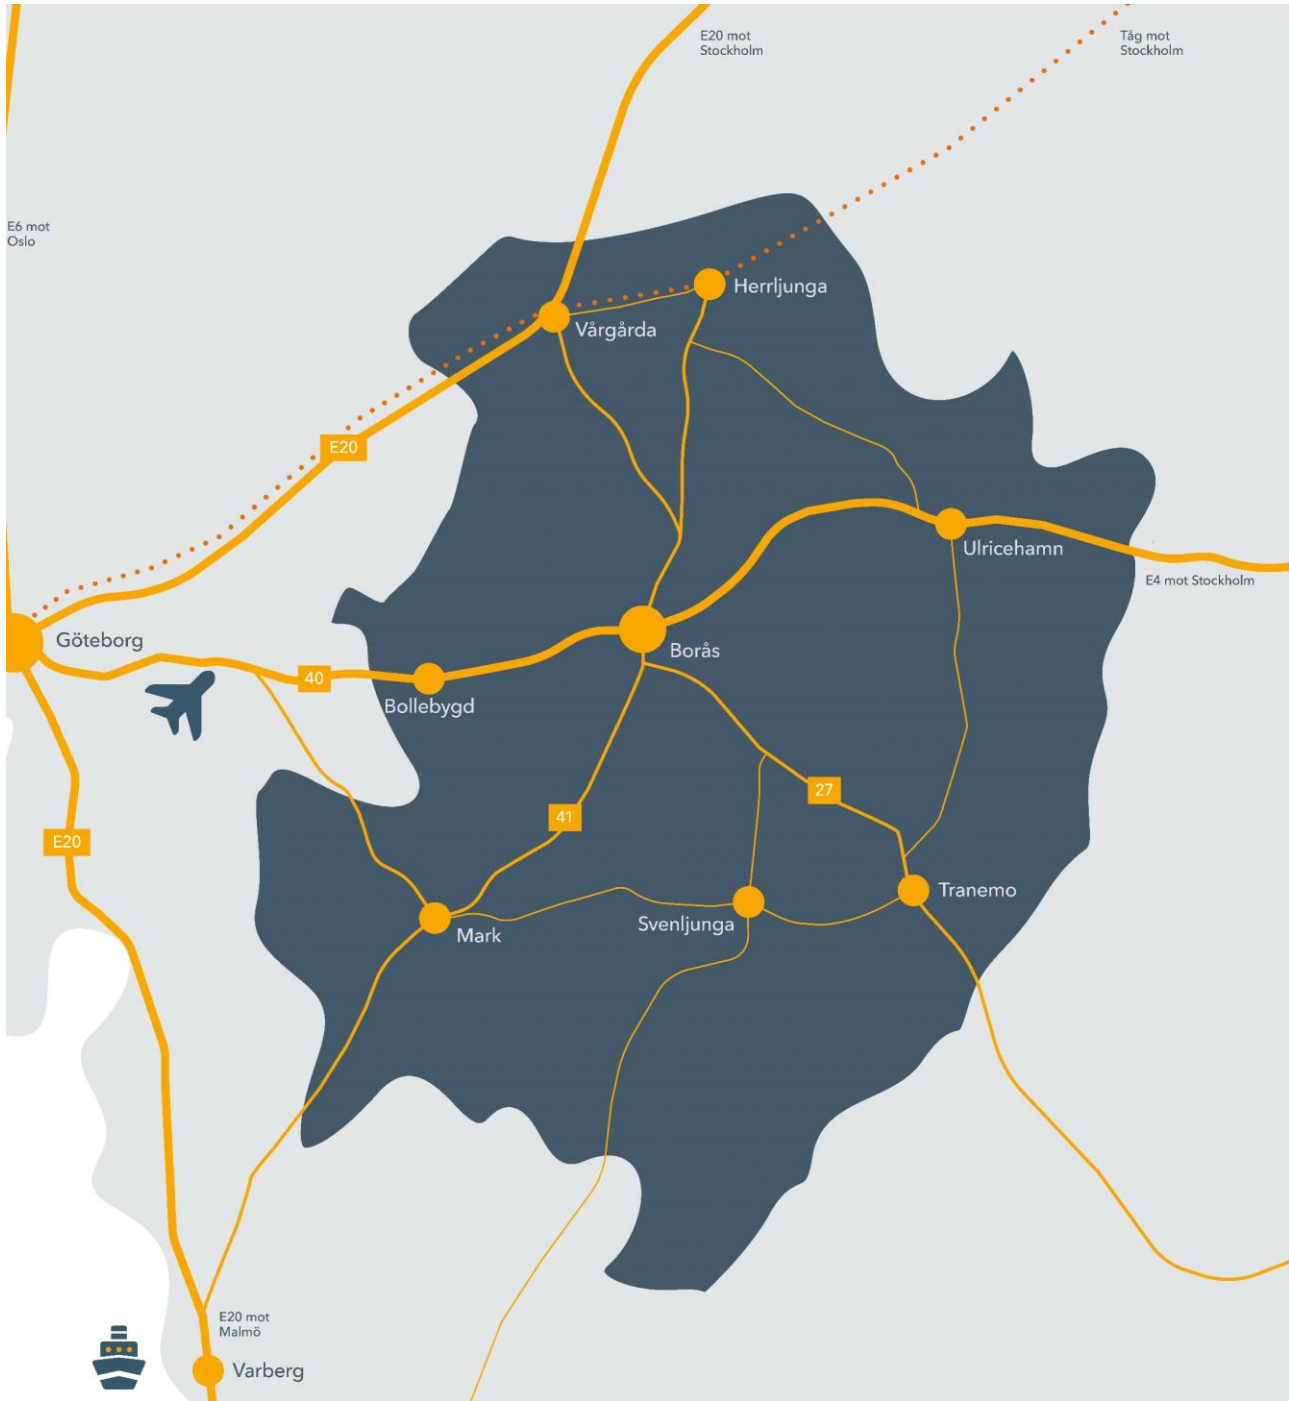 E20 mot
Stockholm
Tåg mot
Stockholm
E6 mot
Oslo
Herrljunga
Vårgårda
E20
Ulricehamn
E4 mot Stockholm
Göteborg
Borås
40
Bollebygd
27
41
E20
Tranemo
Svenljunga
Mark
E20 mot
Malmö
Varberg